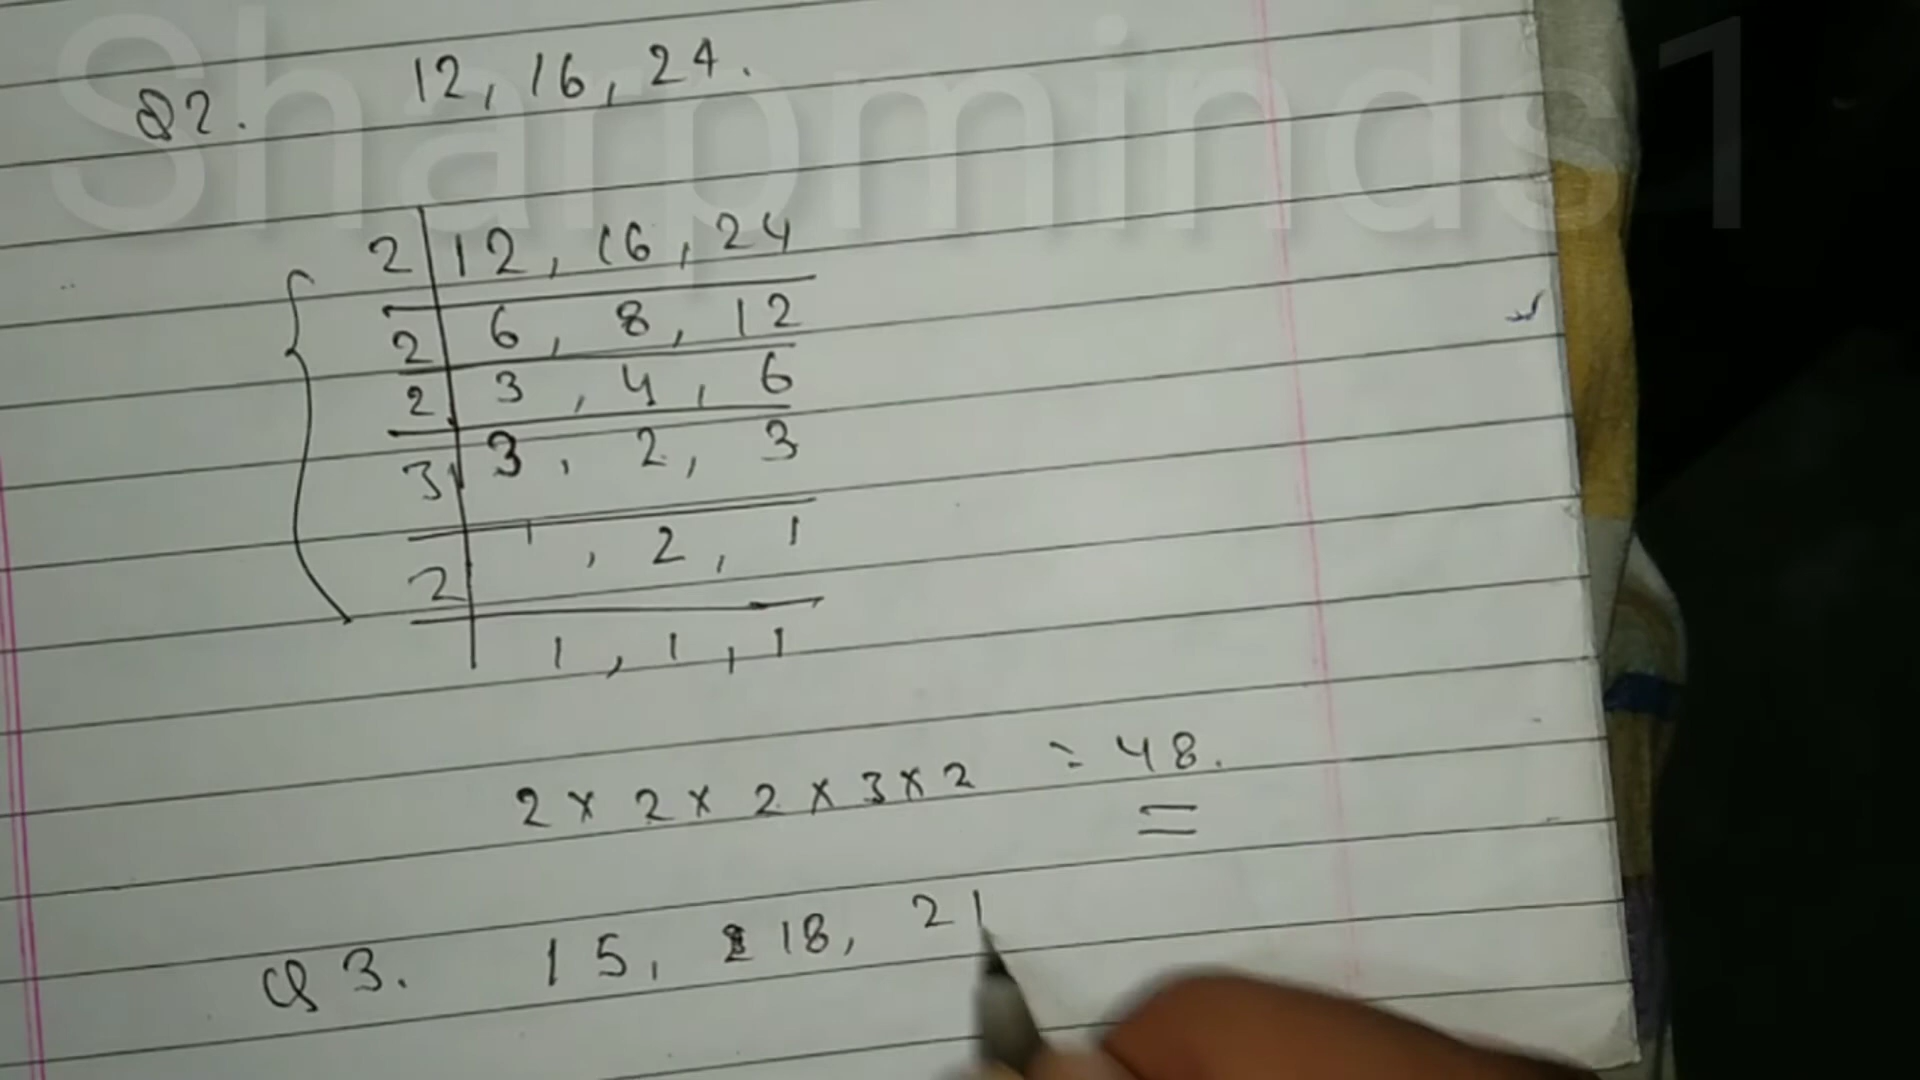 Sharpminds1
Q2. 12, 16, 24.
2 12, 16, 24
2 6, 8, 12
2 3, 4, 6
3 3, 2, 3
2 1, 2, 1
1, 1, 1
2 × 2 × 2 × 3 × 2 = 48.
Q3. 15, 18, 21